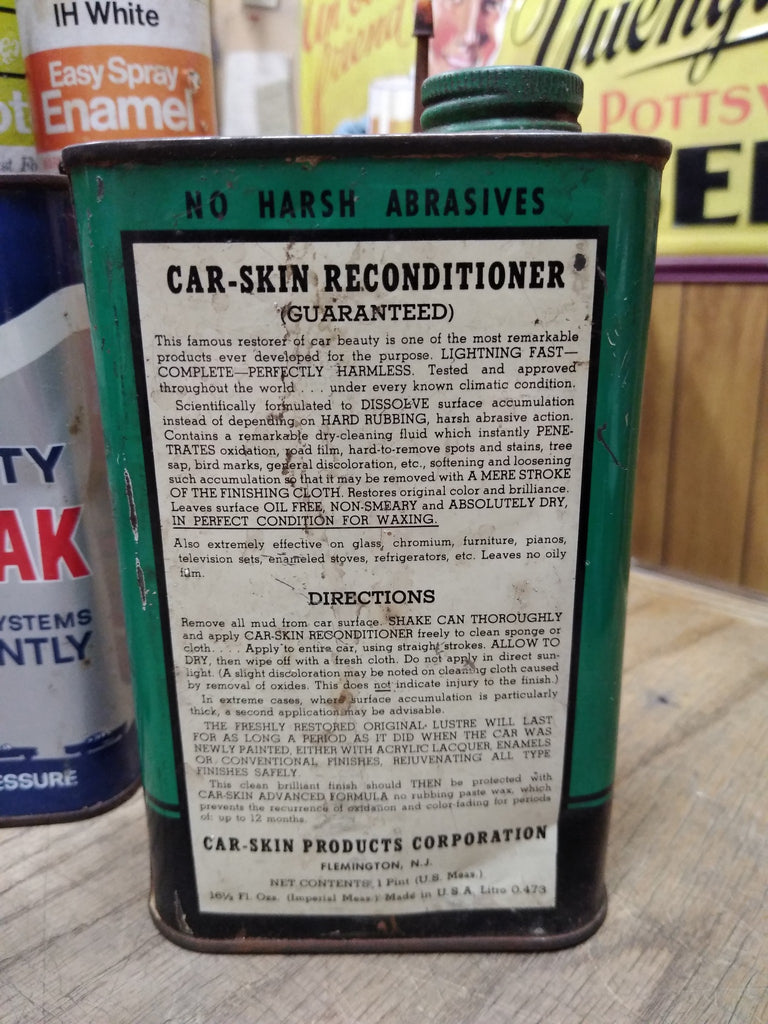 IH White
Easy Spray
Enamel
NO HARSH ABRASIVES
CAR-SKIN RECONDITIONER
(GUARANTEED)
This famous restorer of car beauty is one of the most remarkable
products ever developed for the purpose. LIGHTNING FAST—
COMPLETE—PERFECTLY HARMLESS. Tested and approved
throughout the world . . . under every known climatic condition.
Scientifically formulated to DISSOLVE surface accumulation
instead of depending on HARD RUBBING, harsh abrasive action.
Contains a remarkable dry-cleaning fluid which instantly PENE-
TRATES oxidation, road film, hard-to-remove spots and stains, tree
sap, bird marks, general discoloration, etc., softening and loosening
such accumulation so that it may be removed with A MERE STROKE
OF THE FINISHING CLOTH. Restores original color and brilliance.
Leaves surface OIL FREE, NON-SMEARY and ABSOLUTELY DRY,
IN PERFECT CONDITION FOR WAXING.
Also extremely effective on glass, chromium, furniture, pianos,
television sets, enameled stoves, refrigerators, etc. Leaves no oily
film.
DIRECTIONS
Remove all mud from car surface. SHAKE CAN THOROUGHLY
and apply CAR-SKIN RECONDITIONER freely to clean sponge or
cloth. . . . Apply to entire car, using straight strokes. ALLOW TO
DRY, then wipe off with a fresh cloth. Do not apply in direct sun-
light. (A slight discoloration may be noted on cleaning cloth caused
by removal of oxides. This does not indicate injury to the finish.)
In extreme cases, where surface accumulation is particularly
thick, a second application may be advisable.
THE FRESHLY RESTORED ORIGINAL LUSTRE WILL LAST
FOR AS LONG A PERIOD AS IT DID WHEN THE CAR WAS
NEWLY PAINTED, EITHER WITH ACRYLIC LACQUER, ENAMELS
OR CONVENTIONAL FINISHES, REJUVENATING ALL TYPE
FINISHES SAFELY.
This clean brilliant finish should THEN be protected with
CAR-SKIN ADVANCED FORMULA no rubbing paste wax, which
prevents the recurrence of oxidation and color-fading for periods
of: up to 12 months.
CAR-SKIN PRODUCTS CORPORATION
FLEMINGTON, N.J.
NET CONTENTS: 1 Pint (U.S. Meas.)
16½ Fl. Ozs. (Imperial Meas.) Made in U.S.A. Litro 0.473
TY
AK
YSTEMS
NTLY
ESSURE
Yueng
POTTSV